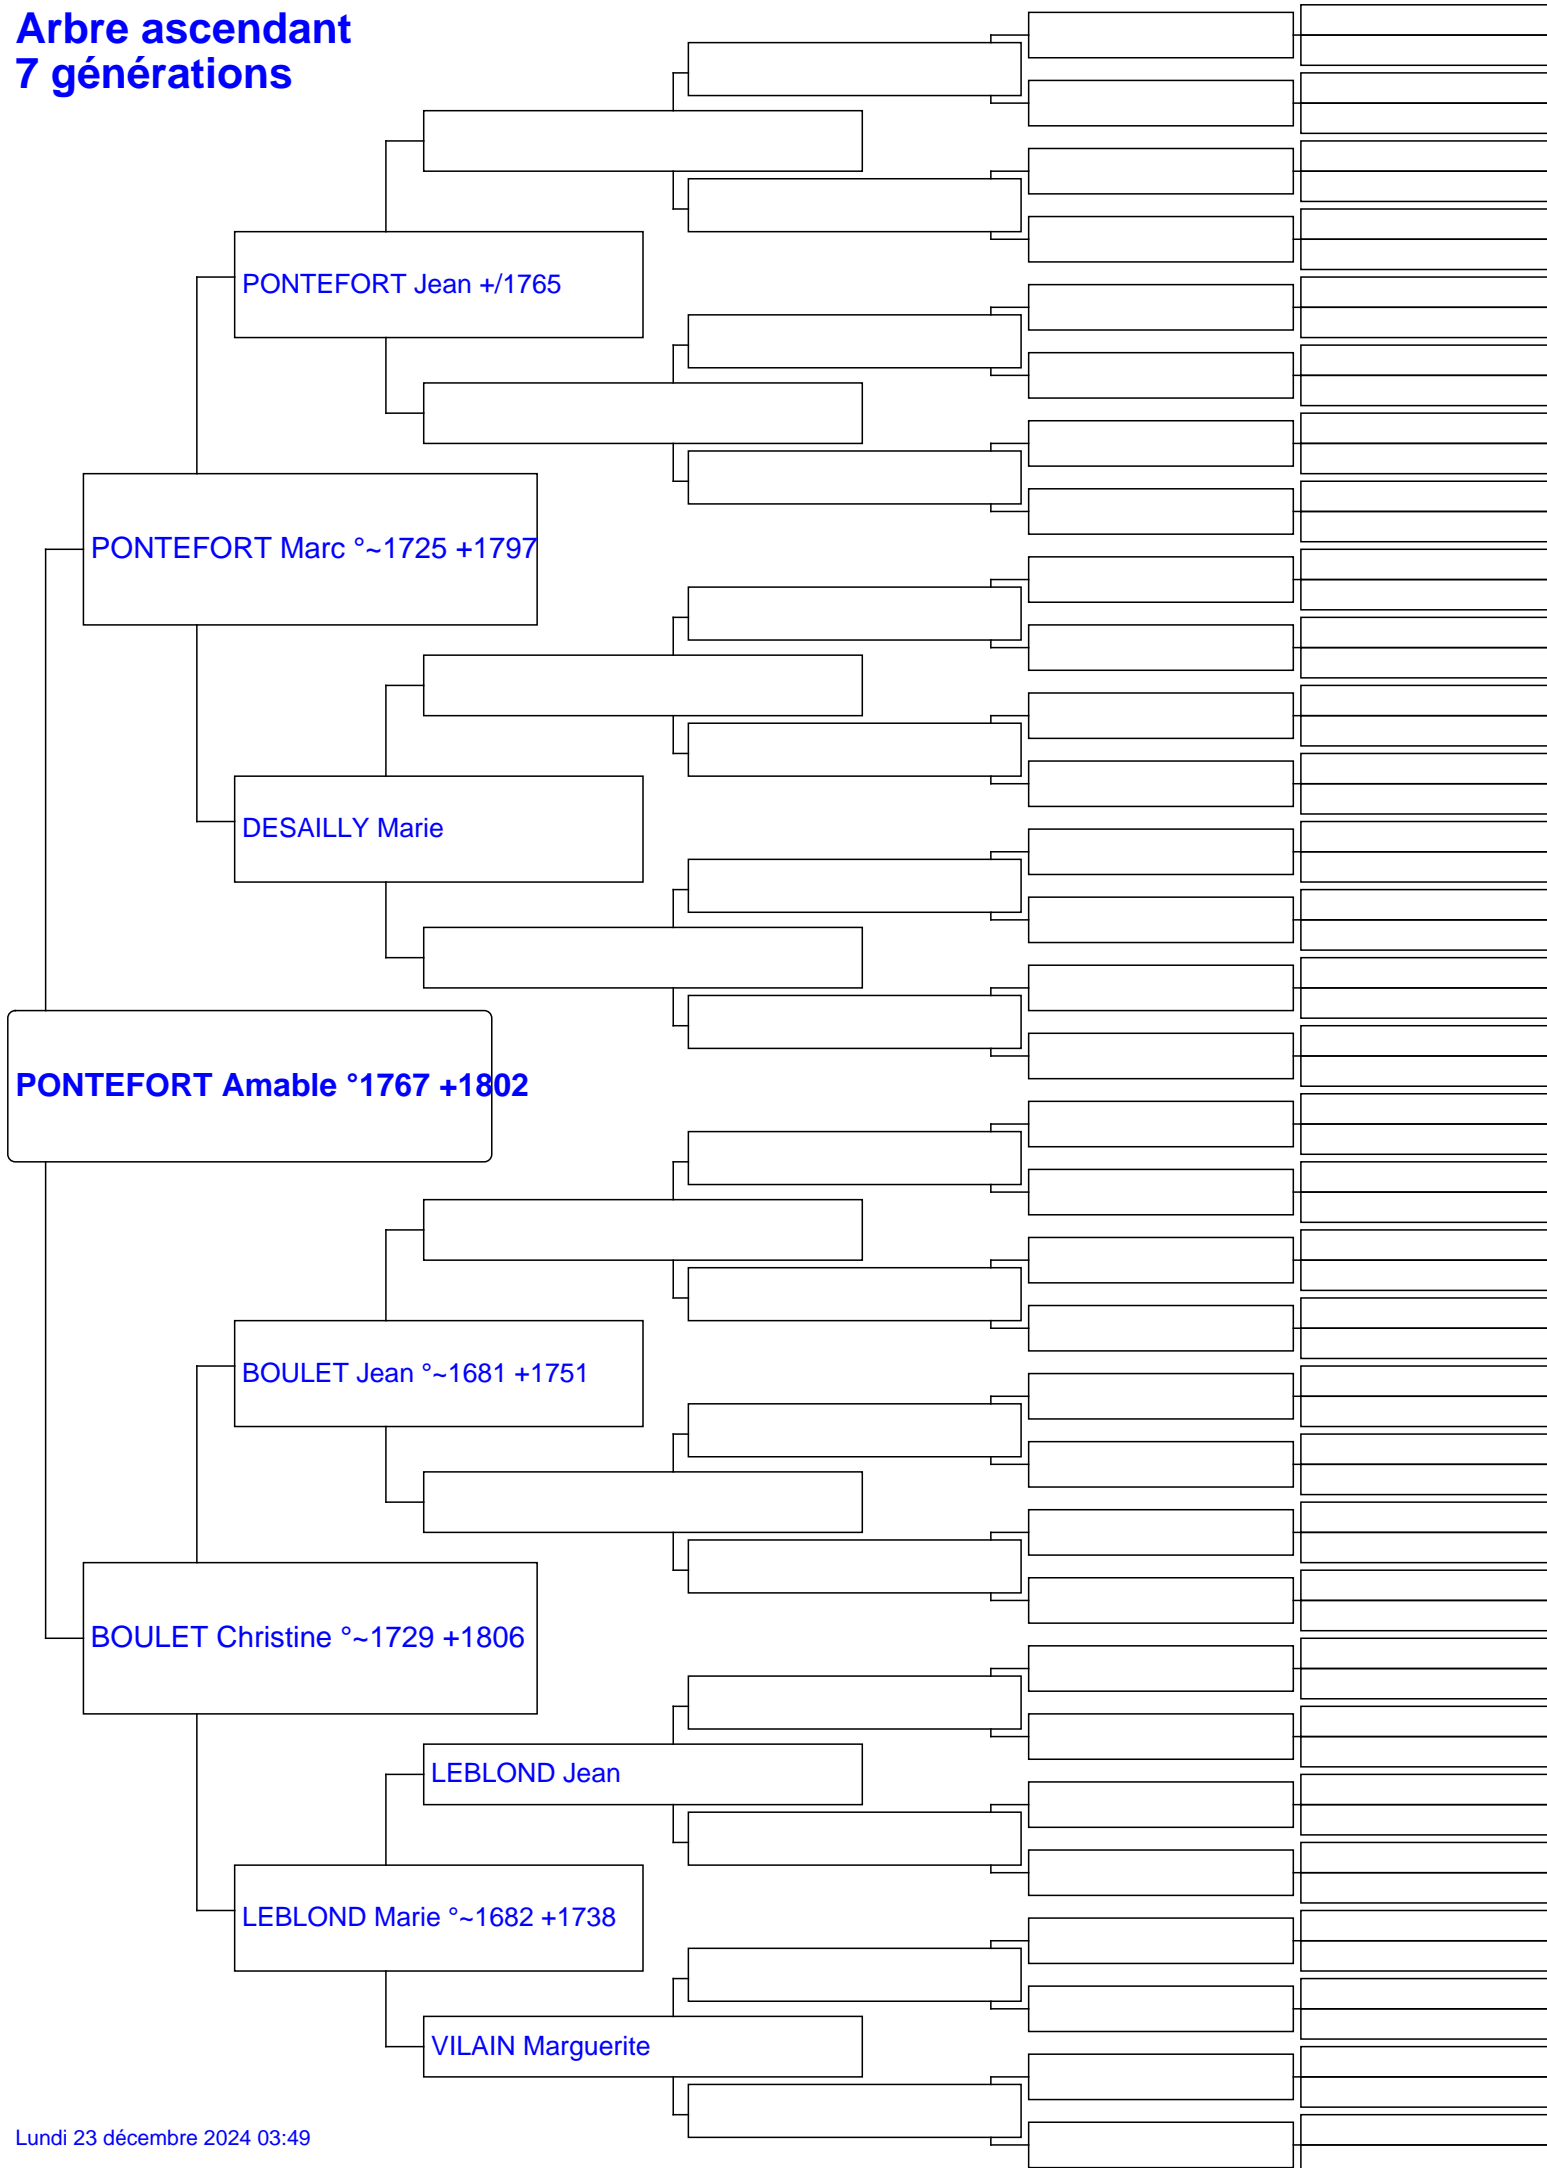 Arbre ascendant
7 générations
PONTEFORT Jean +/1765
PONTEFORT Marc °~1725 +1797
DESAILLY Marie
PONTEFORT Amable °1767 +1802
BOULET Jean °~1681 +1751
BOULET Christine °~1729 +1806
LEBLOND Jean
LEBLOND Marie °~1682 +1738
VILAIN Marguerite
Lundi 23 décembre 2024 03:49